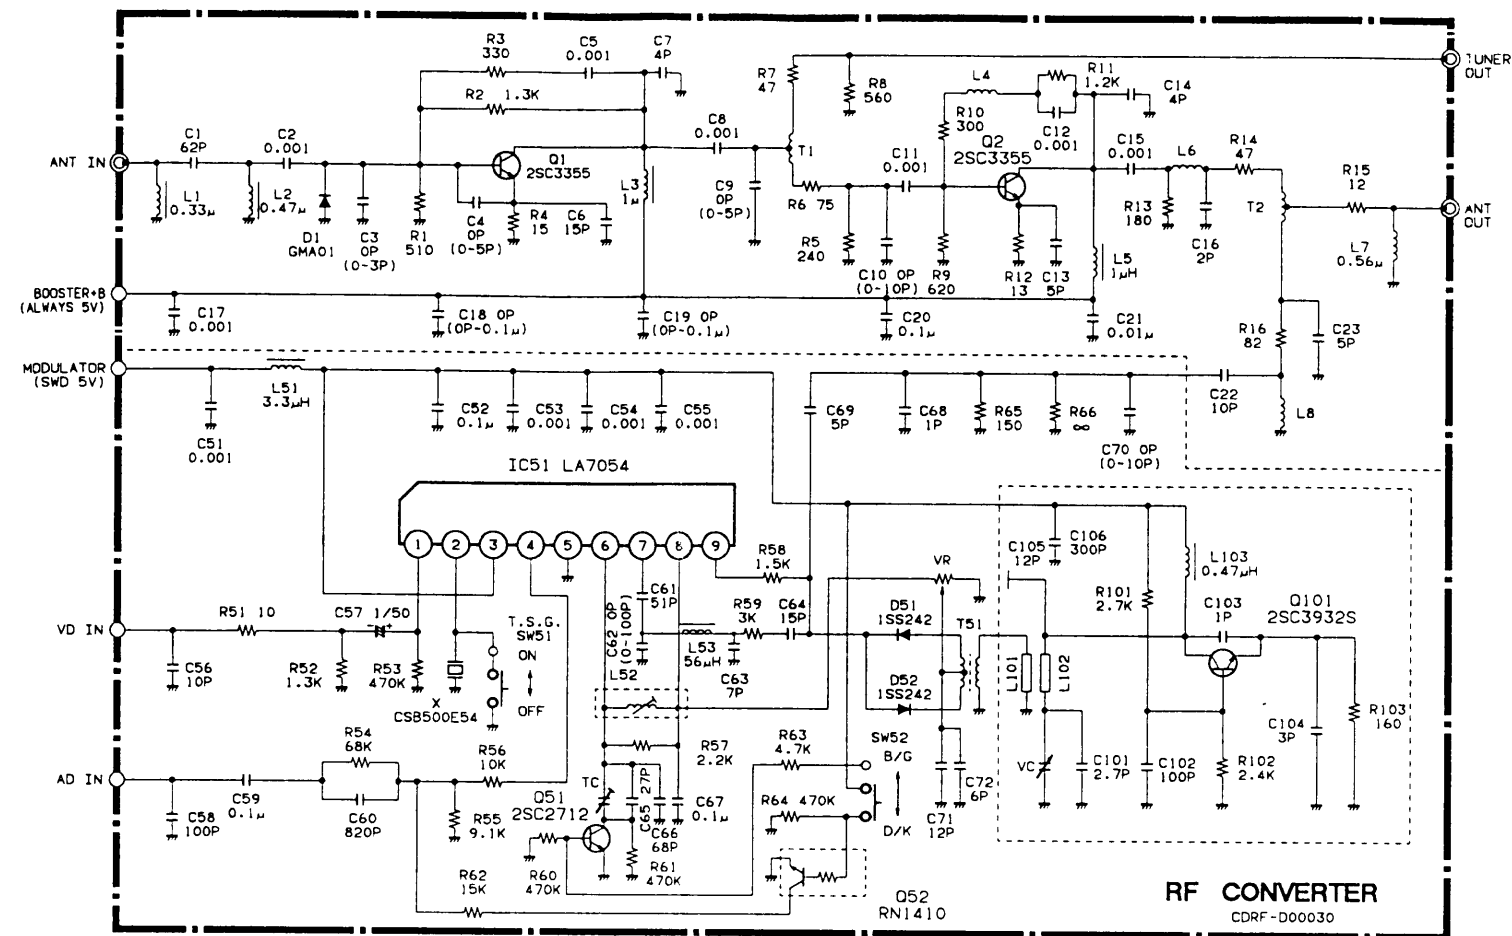 R3
330
C5
0.001
C7
4P
R7
47
R8
560
L4
R11
1.2K
C14
4P
TUNER
OUT
R2 1.3K
R10
300
C12
0.001
ANT IN
C1
62P
C2
0.001
Q1
2SC3355
C8
0.001
T1
C11
0.001
Q2
2SC3355
C15
0.001
L6
R14
47
R15
12
ANT
OUT
L1
0.33μ
L2
0.47μ
D1
GMA01
C3
0P
(0-3P)
R1
510
C4
0P
(0-5P)
R4
15
C6
15P
L3
1μ
C9
0P
(0-5P)
R6 75
R5
240
C10 0P
(0-10P)
R9
620
R12
13
C13
5P
L5
1μH
R13
180
C16
2P
T2
L7
0.56μ
BOOSTER+B
(ALWAYS 5V)
C17
0.001
C18 0P
(0P-0.1μ)
C19 0P
(0P-0.1μ)
C20
0.1μ
C21
0.01μ
R16
82
C23
5P
MODULATOR
(SWD 5V)
L51
3.3μH
C51
0.001
C52
0.1μ
C53
0.001
C54
0.001
C55
0.001
C69
5P
C68
1P
R65
150
R66
∞
C70 0P
(0-10P)
C22
10P
L8
IC51 LA7054
1
2
3
4
5
6
7
8
9
R58
1.5K
VR
C105
12P
C106
300P
L103
0.47μH
R101
2.7K
C103
1P
Q101
2SC3932S
VD IN
R51 10
C57 1/50
+
T.S.G.
SW51
ON
OFF
C61
51P
C62 0P
(0-100P)
R59
3K
C64
15P
D51
1SS242
T51
C56
10P
R52
1.3K
R53
470K
X
CSB500E54
L52
L53
56μH
C63
7P
D52
1SS242
L101
L102
R54
68K
R56
10K
R57
2.2K
R63
4.7K
SW52
B/G
D/K
VC
C101
2.7P
C102
100P
R102
2.4K
C104
3P
R103
160
AD IN
C58
100P
C59
0.1μ
C60
820P
R55
9.1K
Q51
2SC2712
TC
C65 27P
C66
68P
C67
0.1μ
R64 470K
C71
12P
C72
6P
R62
15K
R60
470K
R61
470K
Q52
RN1410
RF CONVERTER
CDRF-D00030